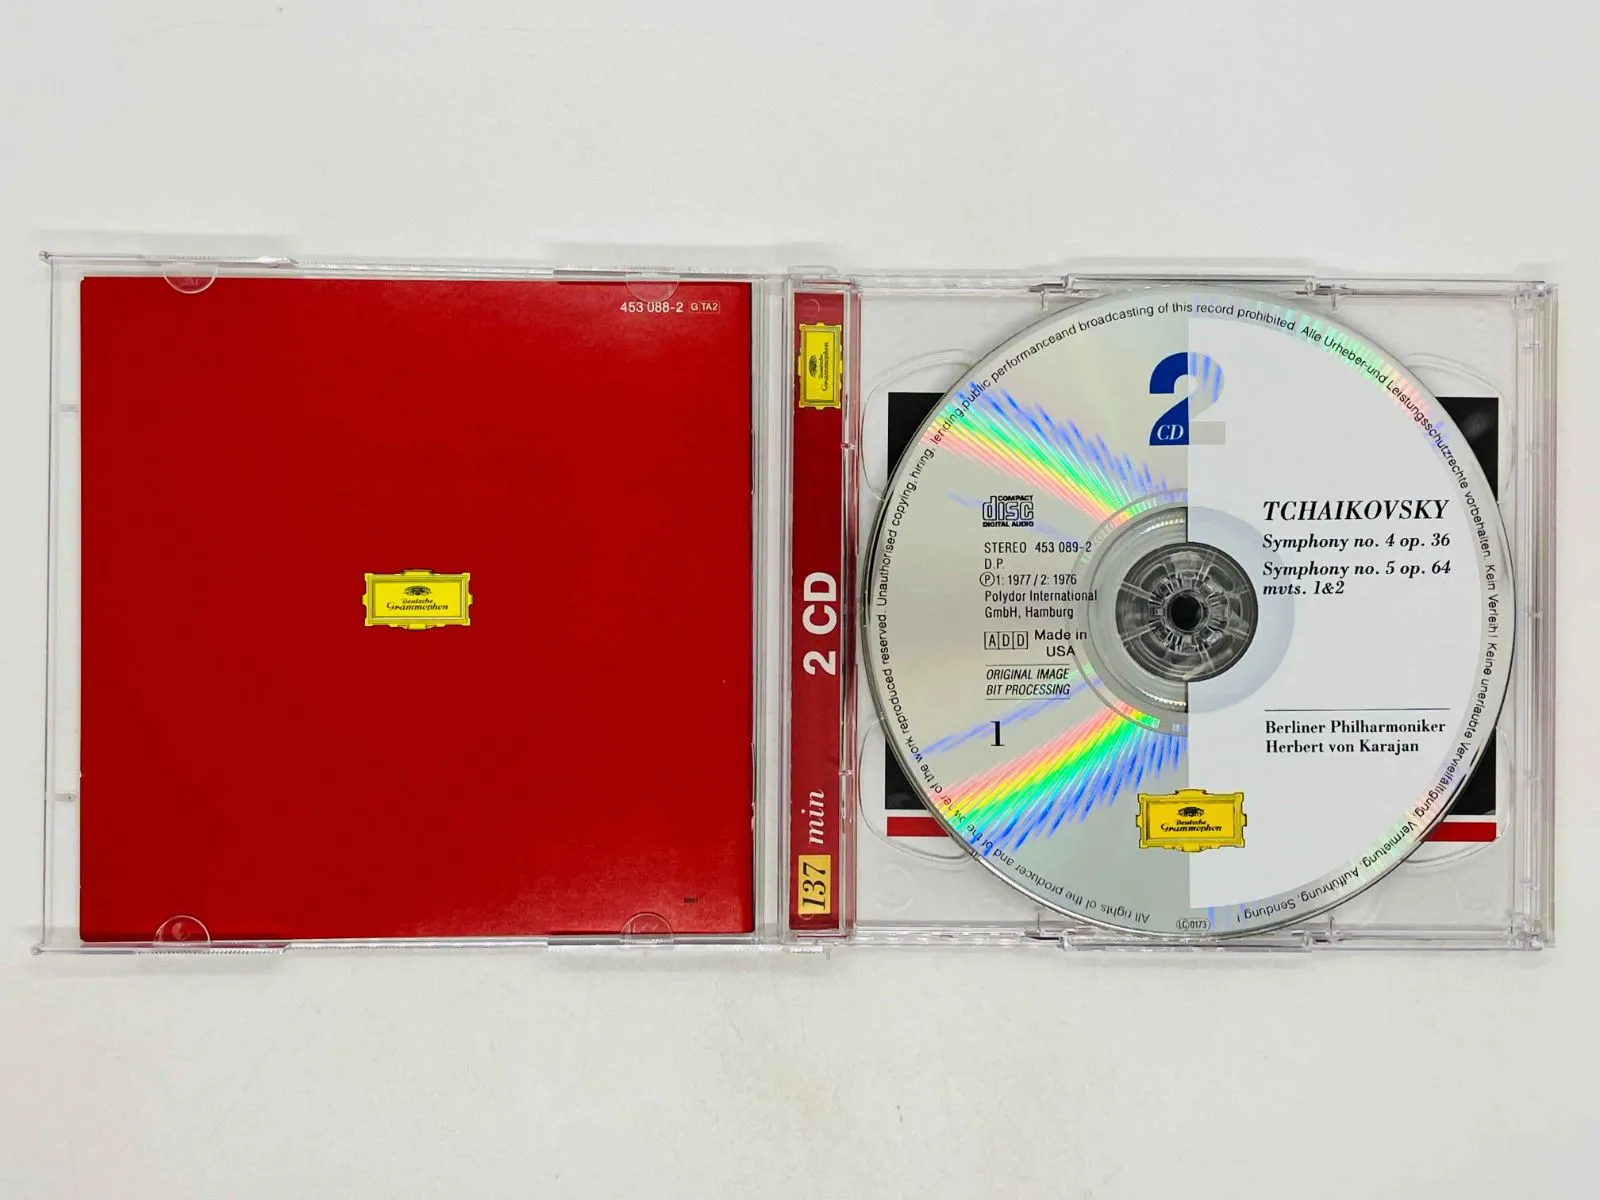 453 088-2 G TA2
Deutsche
Grammophon
Deutsche
Grammophon
2 CD
137 min
All rights of the producer and of the owner of the work reproduced reserved. Unauthorised copying, hiring, lending, public performanceand broadcasting of this record prohibited. Alle Urheber-und Leistungsschutzrechte vorbehalten. Kein Verleih! Keine unerlaubte Vervielfältigung, Vermietung, Aufführung, Sendung!
2
CD
COMPACT
disc
DIGITAL AUDIO
STEREO 453 089-2
D.P.
Ⓟ1: 1977/2: 1976
Polydor International
GmbH, Hamburg
ADD Made in
USA
ORIGINAL IMAGE
BIT PROCESSING
1
TCHAIKOVSKY
Symphony no. 4 op. 36
Symphony no. 5 op. 64
mvts. 1&2
Berliner Philharmoniker
Herbert von Karajan
Deutsche
Grammophon
LC 0173